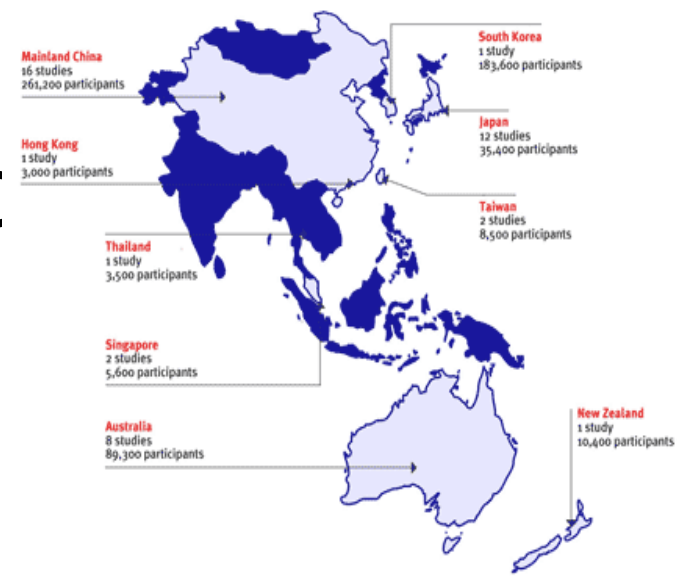 Mainland China
16 studies
261,200 participants
Hong Kong
1 study
3,000 participants
Thailand
1 study
3,500 participants
Singapore
2 studies
5,600 participants
Australia
8 studies
89,300 participants
South Korea
1 study
183,600 participants
Japan
12 studies
35,400 participants
Taiwan
2 studies
8,500 participants
New Zealand
1 study
10,400 participants